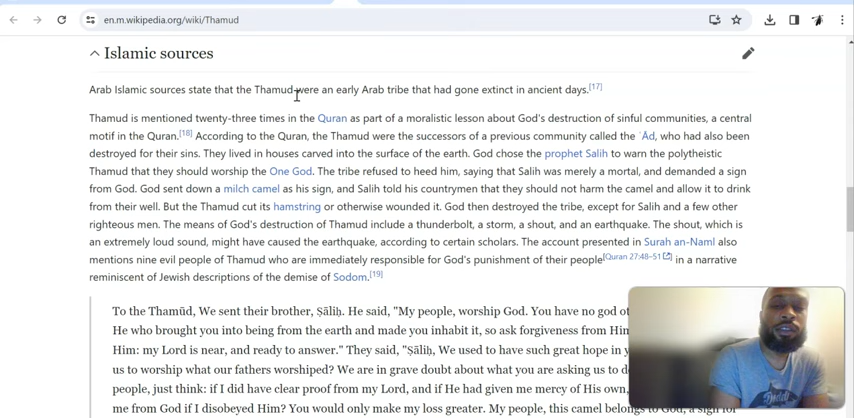 en.m.wikipedia.org/wiki/Thamud
Islamic sources
Arab Islamic sources state that the Thamud were an early Arab tribe that had gone extinct in ancient days.[17]
Thamud is mentioned twenty-three times in the Quran as part of a moralistic lesson about God's destruction of sinful communities, a central
motif in the Quran.[18] According to the Quran, the Thamud were the successors of a previous community called the ʿĀd, who had also been
destroyed for their sins. They lived in houses carved into the surface of the earth. God chose the prophet Salih to warn the polytheistic
Thamud that they should worship the One God. The tribe refused to heed him, saying that Salih was merely a mortal, and demanded a sign
from God. God sent down a milch camel as his sign, and Salih told his countrymen that they should not harm the camel and allow it to drink
from their well. But the Thamud cut its hamstring or otherwise wounded it. God then destroyed the tribe, except for Salih and a few other
righteous men. The means of God's destruction of Thamud include a thunderbolt, a storm, a shout, and an earthquake. The shout, which is
an extremely loud sound, might have caused the earthquake, according to certain scholars. The account presented in Surah an-Naml also
mentions nine evil people of Thamud who are immediately responsible for God's punishment of their people[Quran 27:48–51] in a narrative
reminiscent of Jewish descriptions of the demise of Sodom.[19]
To the Thamūd, We sent their brother, Ṣāliḥ. He said, "My people, worship God. You have no god ot
He who brought you into being from the earth and made you inhabit it, so ask forgiveness from Him
Him: my Lord is near, and ready to answer." They said, "Ṣāliḥ, We used to have such great hope in y
us to worship what our fathers worshiped? We are in grave doubt about what you are asking us to d
people, just think: if I did have clear proof from my Lord, and if He had given me mercy of His own,
me from God if I disobeyed Him? You would only make my loss greater. My people, this camel belongs to God, a sign for